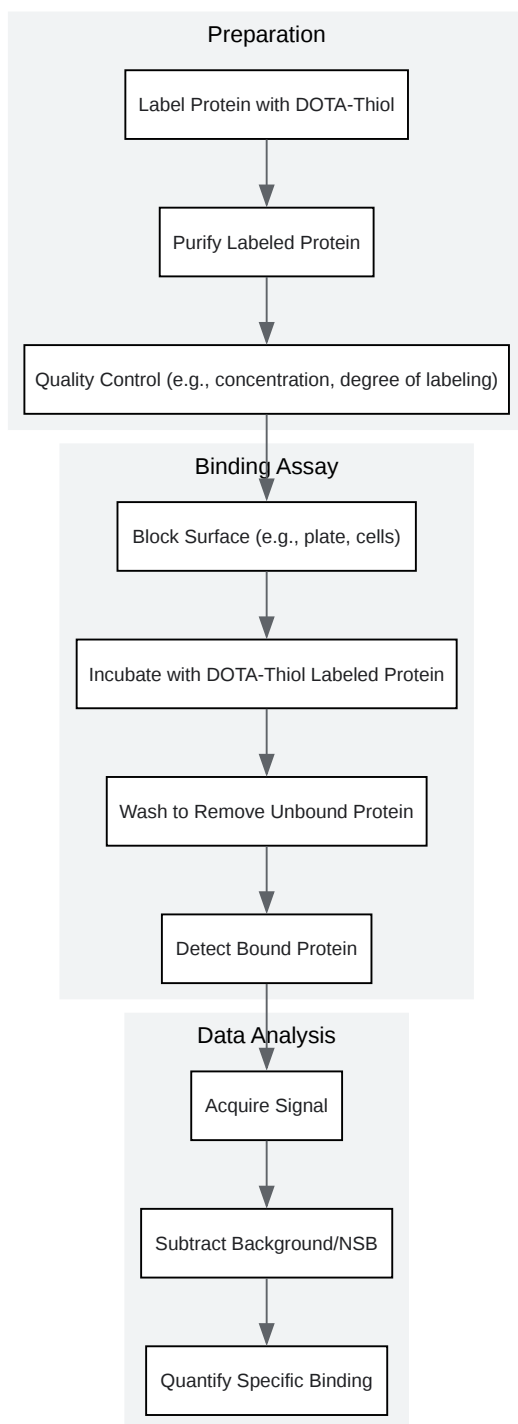 Preparation
Label Protein with DOTA-Thiol
Purify Labeled Protein
Quality Control (e.g., concentration, degree of labeling)
Binding Assay
Block Surface (e.g., plate, cells)
Incubate with DOTA-Thiol Labeled Protein
Wash to Remove Unbound Protein
Detect Bound Protein
Data Analysis
Acquire Signal
Subtract Background/NSB
Quantify Specific Binding